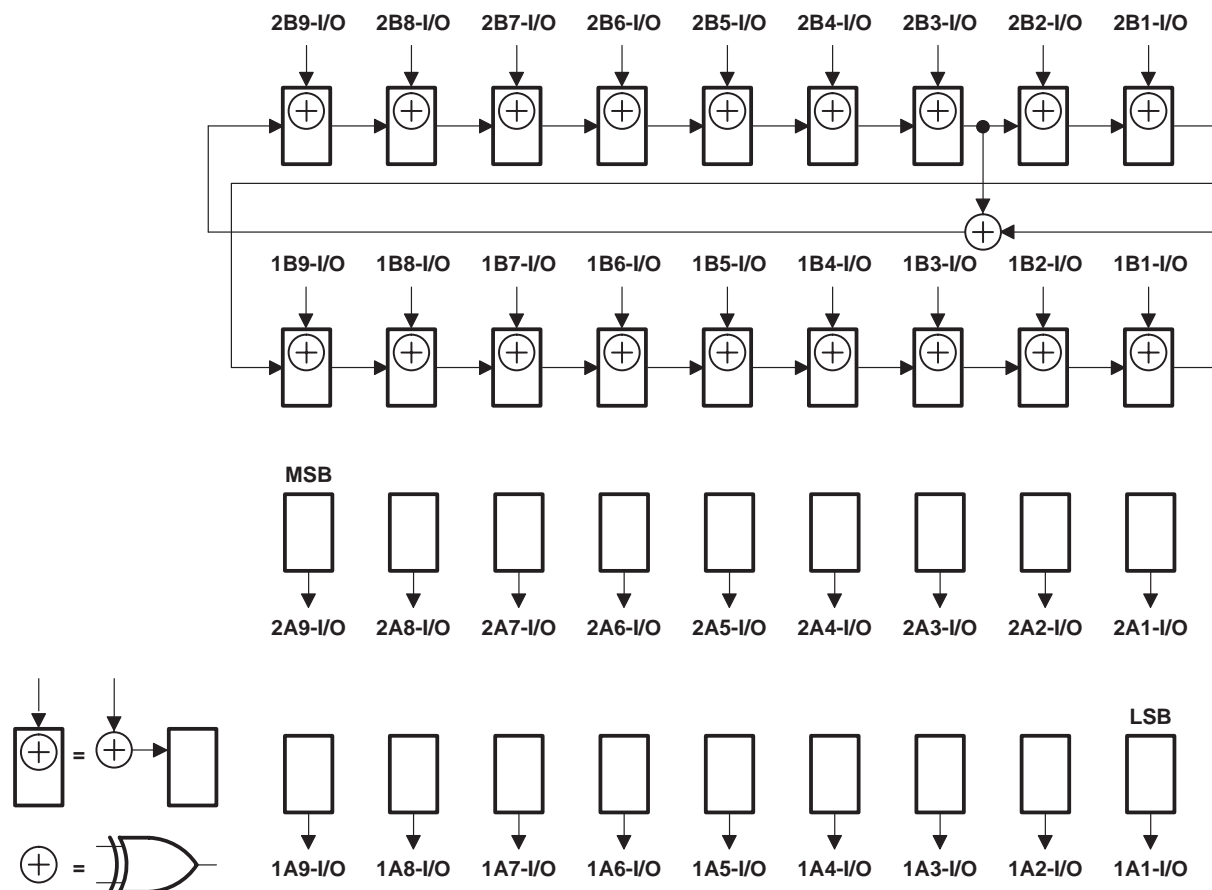 2B9-I/O 2B8-I/O 2B7-I/O 2B6-I/O 2B5-I/O 2B4-I/O 2B3-I/O 2B2-I/O 2B1-I/O
1B9-I/O 1B8-I/O 1B7-I/O 1B6-I/O 1B5-I/O 1B4-I/O 1B3-I/O 1B2-I/O 1B1-I/O
MSB
2A9-I/O 2A8-I/O 2A7-I/O 2A6-I/O 2A5-I/O 2A4-I/O 2A3-I/O 2A2-I/O 2A1-I/O
LSB
=
=
1A9-I/O 1A8-I/O 1A7-I/O 1A6-I/O 1A5-I/O 1A4-I/O 1A3-I/O 1A2-I/O 1A1-I/O